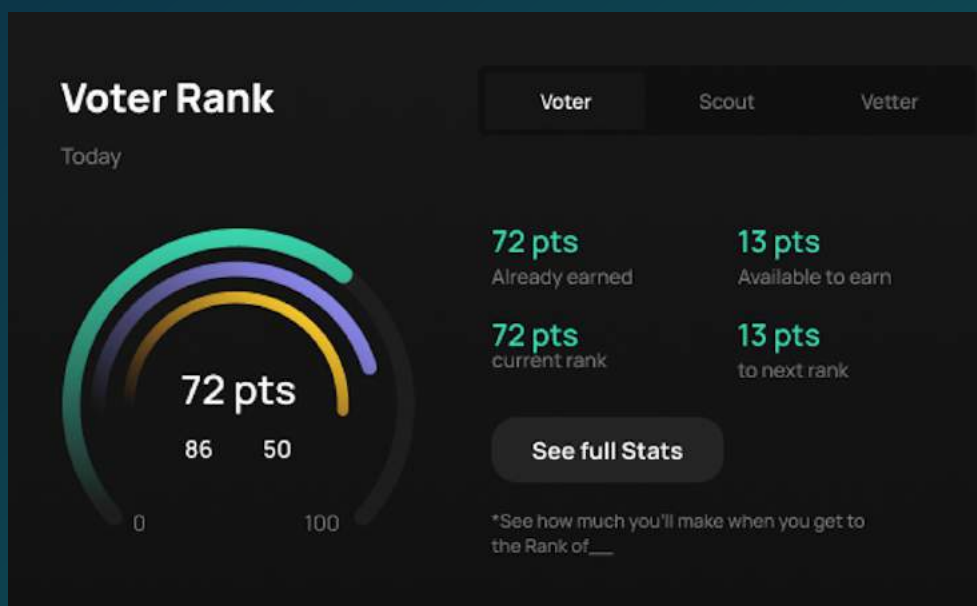 Voter Rank
Today
Voter Scout Vetter
72 pts
Already earned
13 pts
Available to earn
72 pts
current rank
13 pts
to next rank
72 pts
86 50
0 100
See full Stats
*See how much you'll make when you get to
the Rank of__